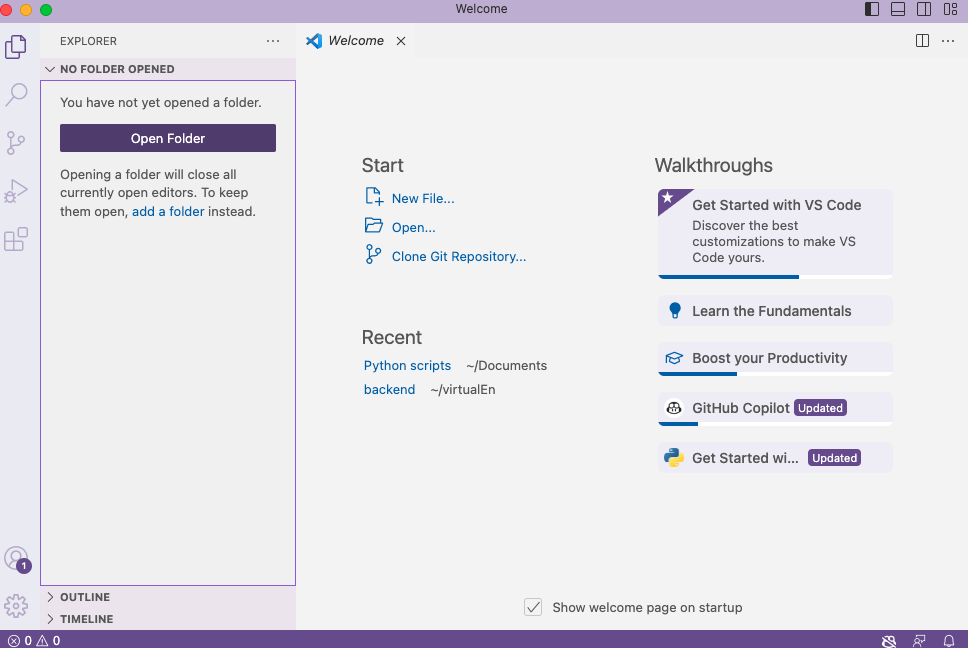 Welcome
EXPLORER
NO FOLDER OPENED
You have not yet opened a folder.
Open Folder
Opening a folder will close all
currently open editors. To keep
them open, add a folder instead.
OUTLINE
TIMELINE
Welcome
Start
New File...
Open...
Clone Git Repository...
Recent
Python scripts ~/Documents
backend ~/virtualEn
Walkthroughs
Get Started with VS Code
Discover the best
customizations to make VS
Code yours.
Learn the Fundamentals
Boost your Productivity
GitHub Copilot Updated
Get Started wi... Updated
Show welcome page on startup
1
0 0